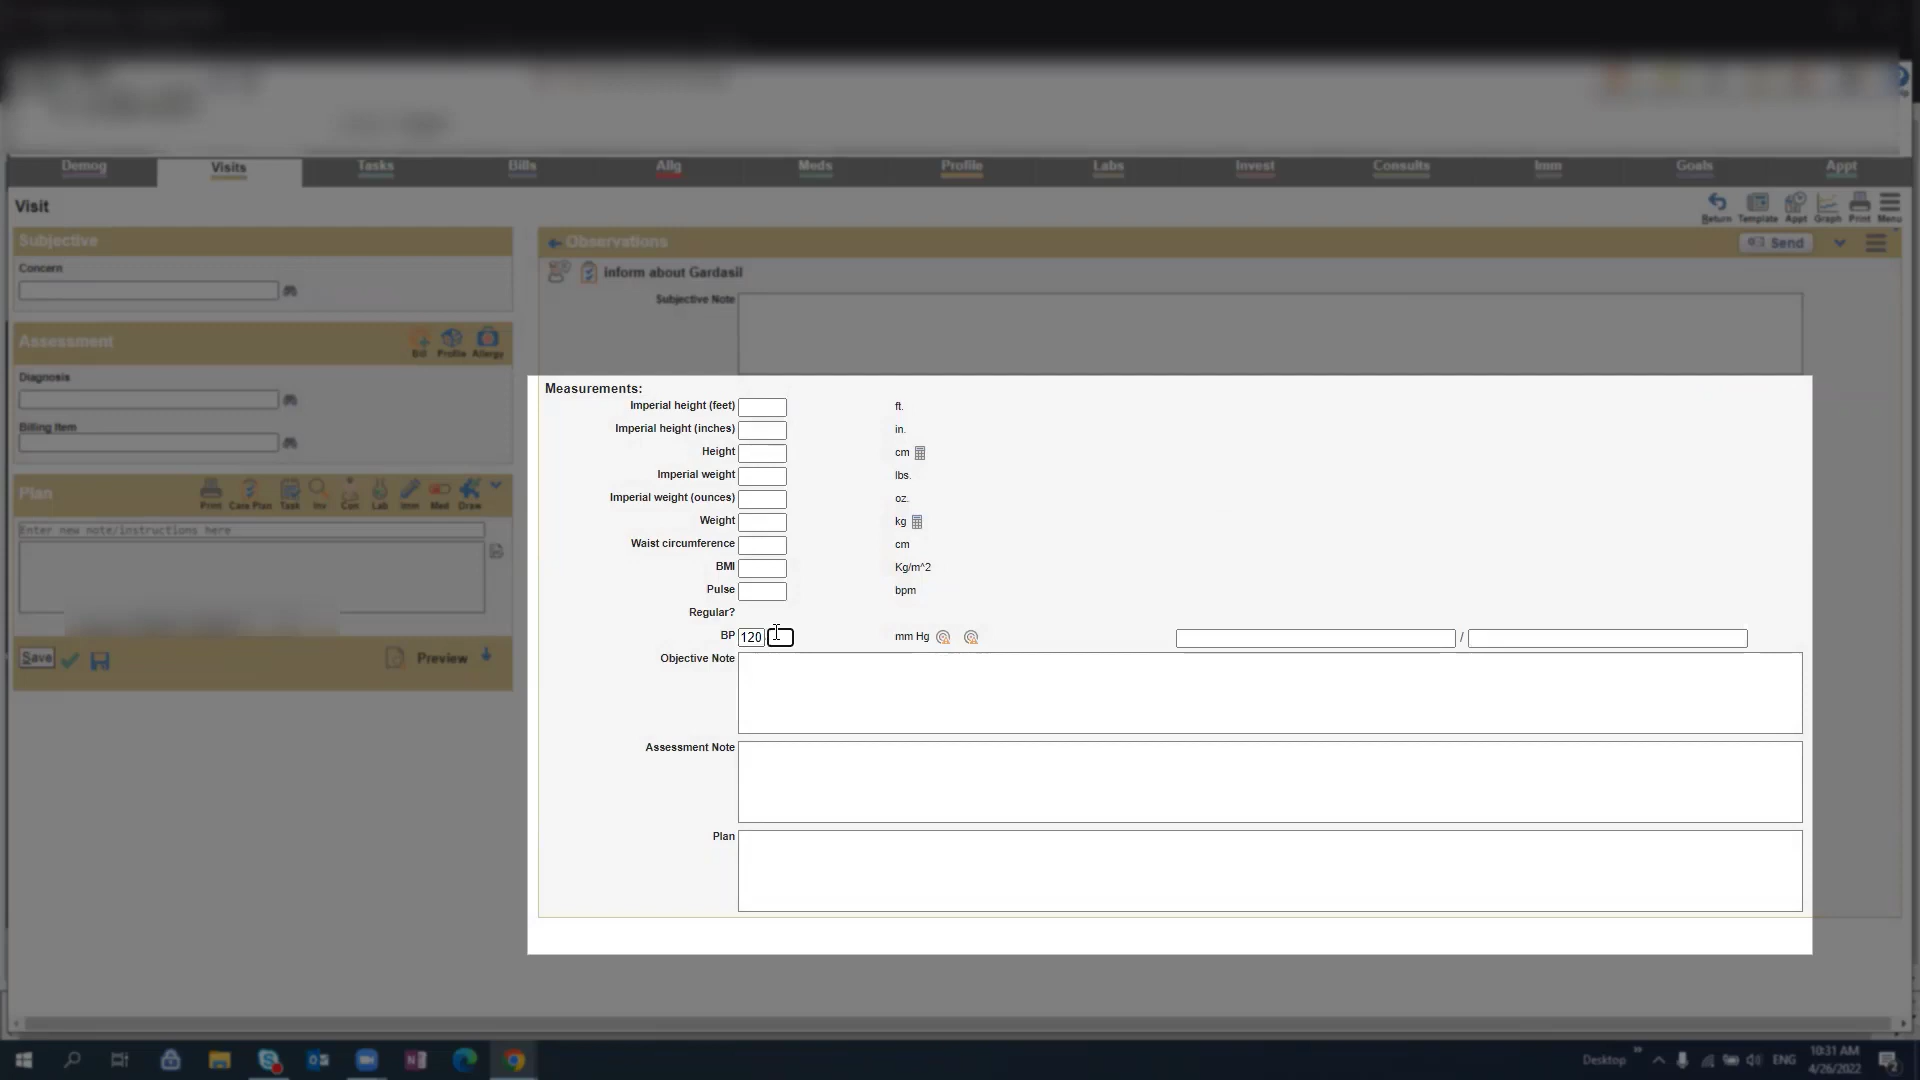 Demog Visits Tasks Bills Allg Meds Profile Labs Invest Consults Imm Goals Appt
Visit
Return Template Appt Graph Print Menu
Subjective
Concern
Assessment
Bill Profile Allergy
Diagnosis
Billing Item
Plan
Print Care Plan Task Inv Con Lab Imm Med Draw
Enter new note/instructions here
Save
Preview
Observations
Send
inform about Gardasil
Subjective Note
Measurements:
Imperial height (feet) ft.
Imperial height (inches) in.
Height cm
Imperial weight lbs.
Imperial weight (ounces) oz.
Weight kg
Waist circumference cm
BMI Kg/m^2
Pulse bpm
Regular?
BP 120 mm Hg /
Objective Note
Assessment Note
Plan
Desktop
ENG
10:31 AM
4/26/2022